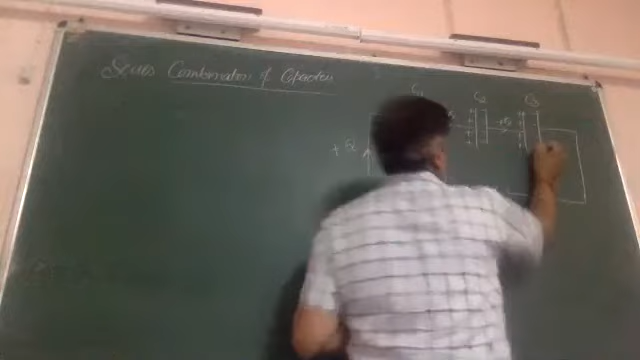 Series Combination of Capacitors
C₁ C₂ C₃
+ Q +Q